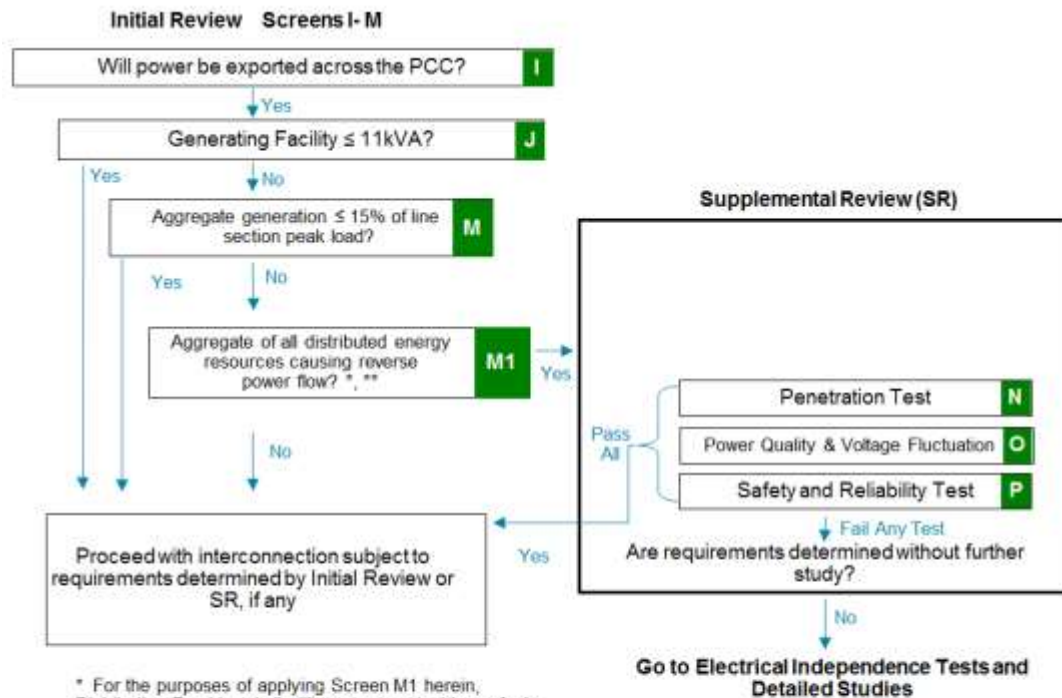 Initial Review Screens I- M
Will power be exported across the PCC? I
Yes
Generating Facility ≤ 11kVA? J
Yes
No
Aggregate generation ≤ 15% of line
section peak load?
M
Yes
No
Aggregate of all distributed energy
resources causing reverse
power flow? *, **
M1
Yes
No
Proceed with interconnection subject to
requirements determined by Initial Review or
SR, if any
Supplemental Review (SR)
Penetration Test N
Power Quality & Voltage Fluctuation O
Safety and Reliability Test P
Pass
All
Yes
Fail Any Test
Are requirements determined without further
study?
No
Go to Electrical Independence Tests and
Detailed Studies
* For the purposes of applying Screen M1 herein,